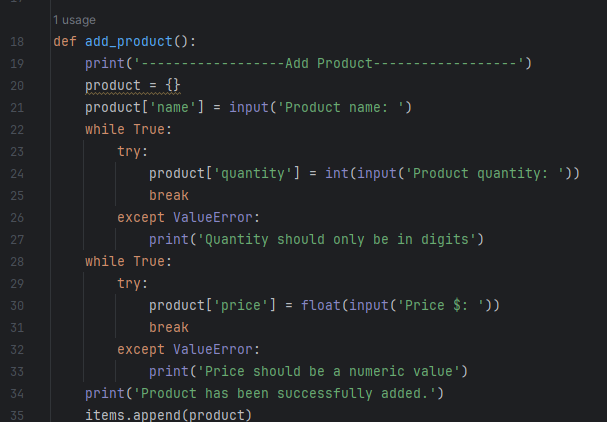 1 usage
18 def add_product():
19     print('------------------Add Product------------------')
20     product = {}
21     product['name'] = input('Product name: ')
22     while True:
23         try:
24             product['quantity'] = int(input('Product quantity: '))
25             break
26         except ValueError:
27             print('Quantity should only be in digits')
28     while True:
29         try:
30             product['price'] = float(input('Price $: '))
31             break
32         except ValueError:
33             print('Price should be a numeric value')
34     print('Product has been successfully added.')
35     items.append(product)